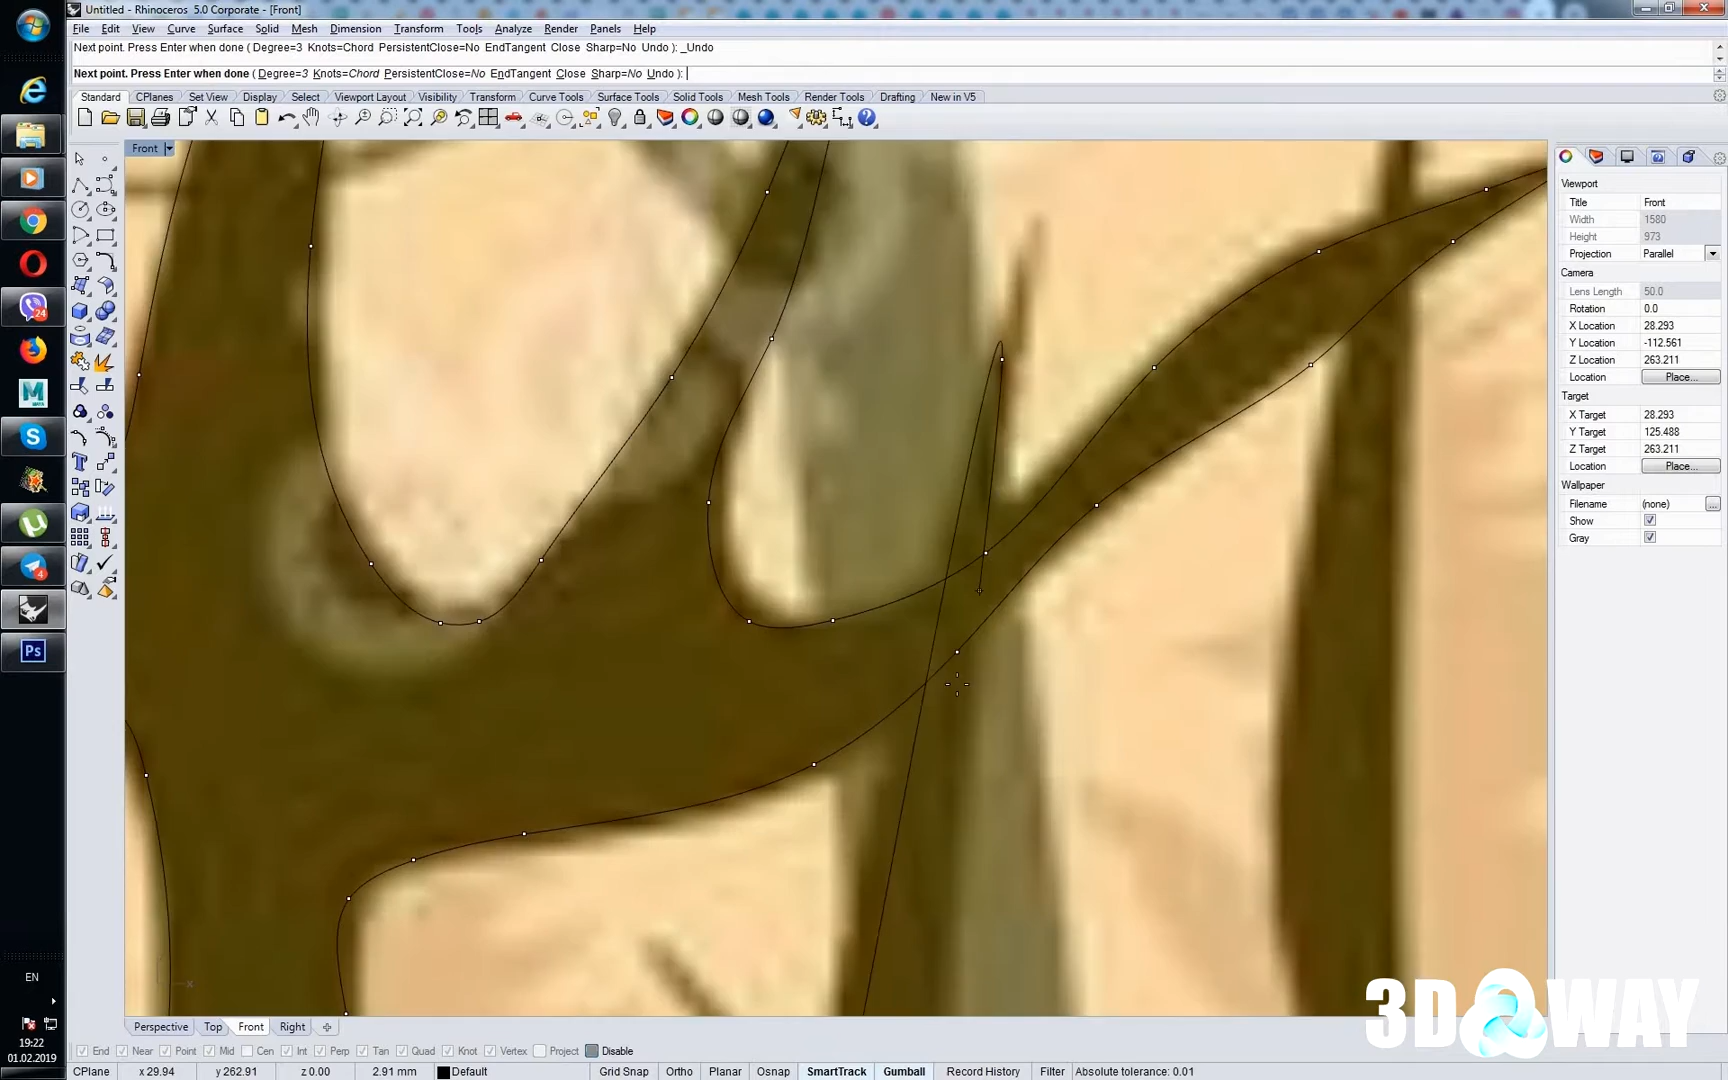 Untitled - Rhinoceros 5.0 Corporate - [Front]
File Edit View Curve Surface Solid Mesh Dimension Transform Tools Analyze Render Panels Help
Next point. Press Enter when done ( Degree=3 Knots=Chord PersistentClose=No EndTangent Close Sharp=No Undo ): _Undo
Next point. Press Enter when done ( Degree=3 Knots=Chord PersistentClose=No EndTangent Close Sharp=No Undo ):
Standard CPlanes Set View Display Select Viewport Layout Visibility Transform Curve Tools Surface Tools Solid Tools Mesh Tools Render Tools Drafting New in V5
Front
Viewport
Title Front
Width 1580
Height 973
Projection Parallel
Camera
Lens Length 50.0
Rotation 0.0
X Location 28.293
Y Location -112.561
Z Location 263.211
Location Place...
Target
X Target 28.293
Y Target 125.488
Z Target 263.211
Location Place...
Wallpaper
Filename (none) ...
Show
Gray
24
MATA
S
µ
4
Ps
EN
19:22
01.02.2019
x
3D WAY
Perspective Top Front Right
End Near Point Mid Cen Int Perp Tan Quad Knot Vertex Project Disable
CPlane x 29.94 y 262.91 z 0.00 2.91 mm Default Grid Snap Ortho Planar Osnap SmartTrack Gumball Record History Filter Absolute tolerance: 0.01